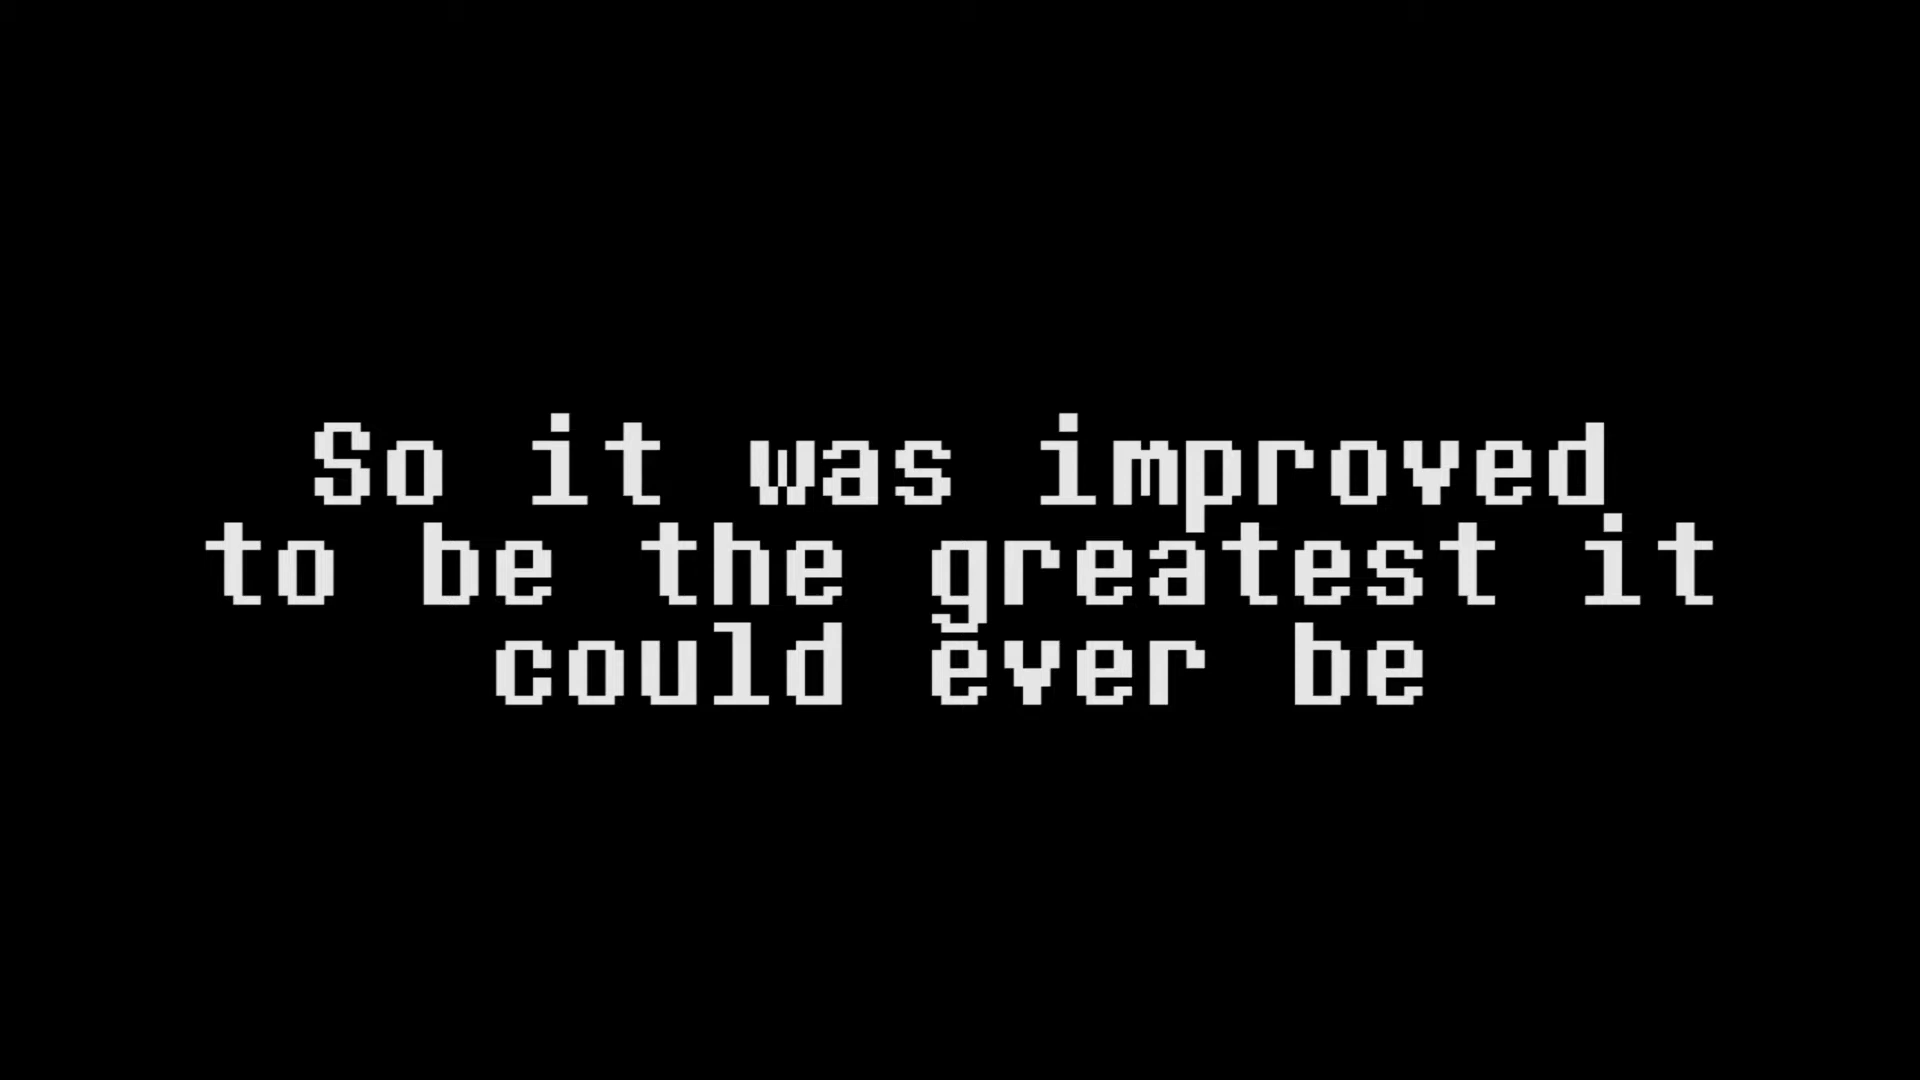 So it was improved
to be the greatest it
could ever be